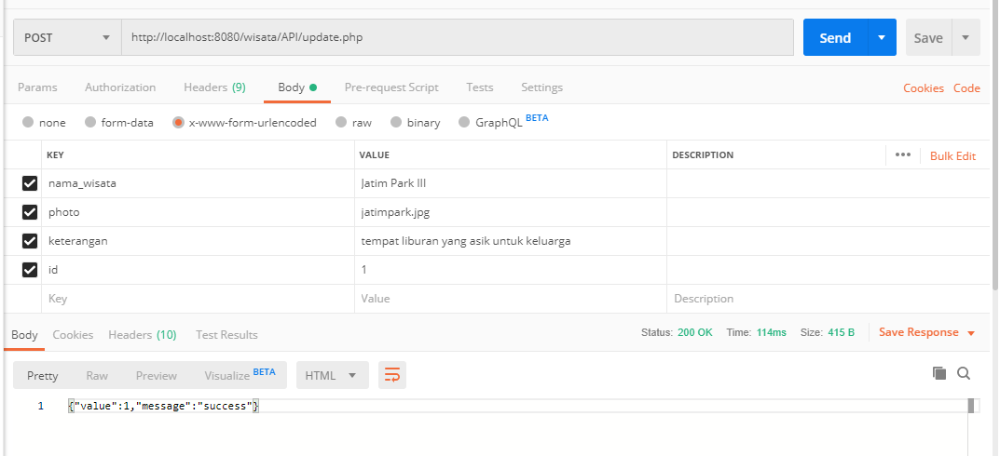 POST http://localhost:8080/wisata/API/update.php Send Save
Params Authorization Headers (9) Body Pre-request Script Tests Settings Cookies Code
none form-data x-www-form-urlencoded raw binary GraphQL BETA
KEY VALUE DESCRIPTION ••• Bulk Edit
nama_wisata Jatim Park III
photo jatimpark.jpg
keterangan tempat liburan yang asik untuk keluarga
id 1
Key Value Description
Body Cookies Headers (10) Test Results Status: 200 OK Time: 114ms Size: 415 B Save Response
Pretty Raw Preview Visualize BETA HTML
1 {"value":1,"message":"success"}